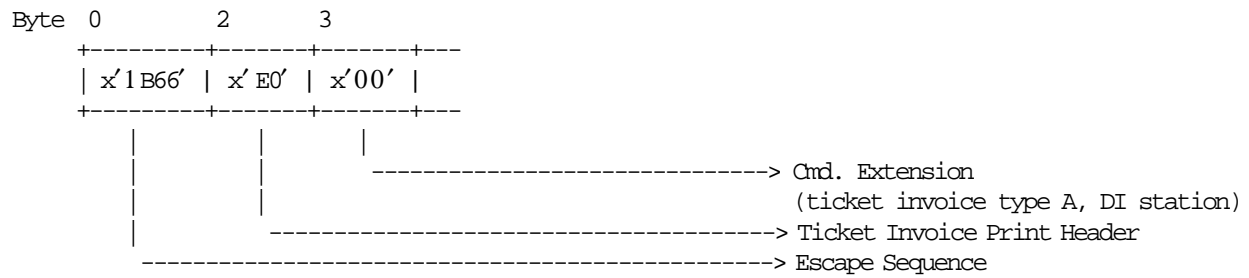 Byte 0 2 3
+---------+-------+-------+---
| x'1B66' | x'E0' | x'00' |
+---------+-------+-------+---
| | |
| | ------------------------------> Cmd. Extension
| | (ticket invoice type A, DI station)
| ---------------------------------------> Ticket Invoice Print Header
-------------------------------------------------> Escape Sequence